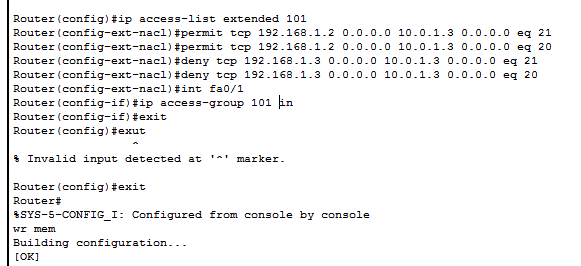 Router(config)#ip access-list extended 101
Router(config-ext-nacl)#permit tcp 192.168.1.2 0.0.0.0 10.0.1.3 0.0.0.0 eq 21
Router(config-ext-nacl)#permit tcp 192.168.1.2 0.0.0.0 10.0.1.3 0.0.0.0 eq 20
Router(config-ext-nacl)#deny tcp 192.168.1.3 0.0.0.0 10.0.1.3 0.0.0.0 eq 21
Router(config-ext-nacl)#deny tcp 192.168.1.3 0.0.0.0 10.0.1.3 0.0.0.0 eq 20
Router(config-ext-nacl)#int fa0/1
Router(config-if)#ip access-group 101 in
Router(config-if)#exit
Router(config)#exut
^
% Invalid input detected at '^' marker.
Router(config)#exit
Router#
%SYS-5-CONFIG_I: Configured from console by console
wr mem
Building configuration...
[OK]